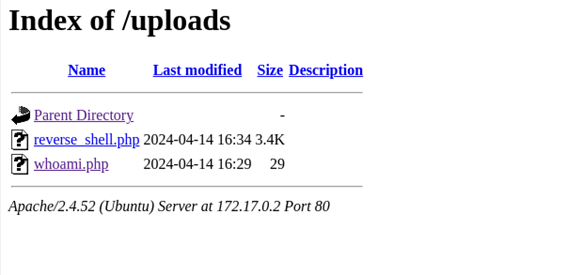 Index of /uploads
Name Last modified Size Description
Parent Directory -
reverse_shell.php 2024-04-14 16:34 3.4K
whoami.php 2024-04-14 16:29 29
Apache/2.4.52 (Ubuntu) Server at 172.17.0.2 Port 80